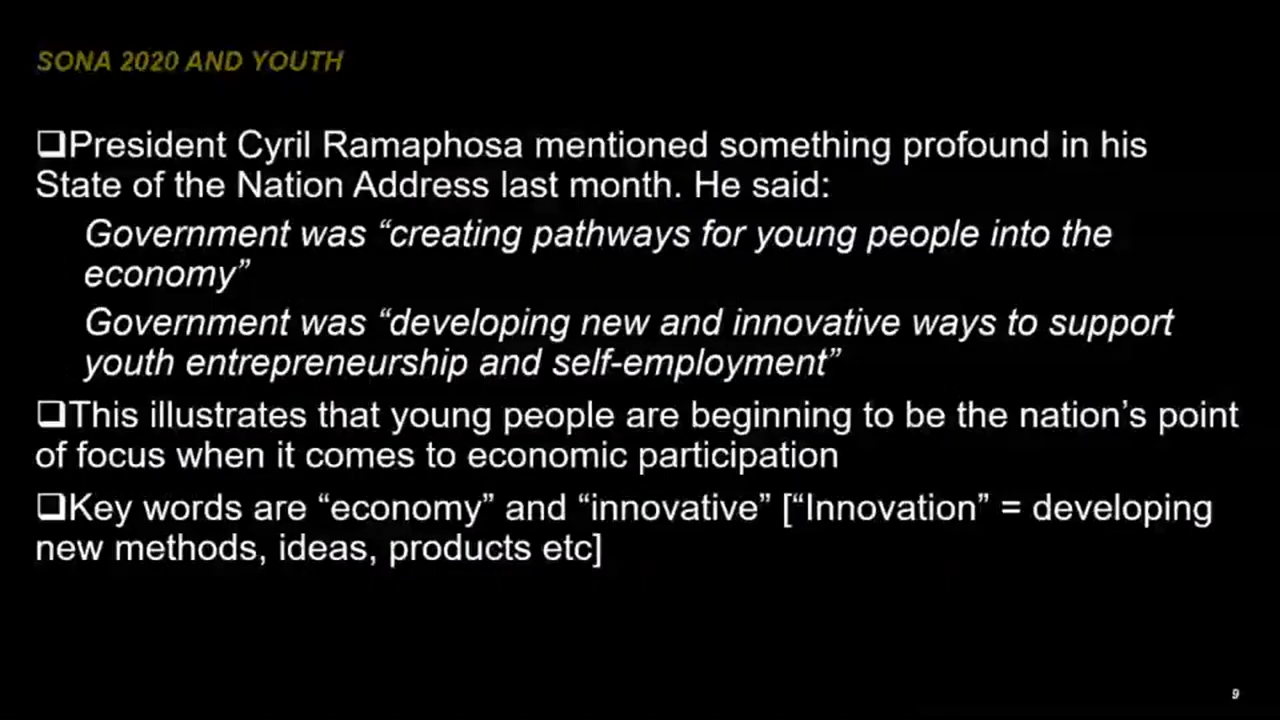 SONA 2020 AND YOUTH
❑President Cyril Ramaphosa mentioned something profound in his
State of the Nation Address last month. He said:
Government was “creating pathways for young people into the
economy”
Government was “developing new and innovative ways to support
youth entrepreneurship and self-employment”
❑This illustrates that young people are beginning to be the nation’s point
of focus when it comes to economic participation
❑Key words are “economy” and “innovative” [“Innovation” = developing
new methods, ideas, products etc]
9